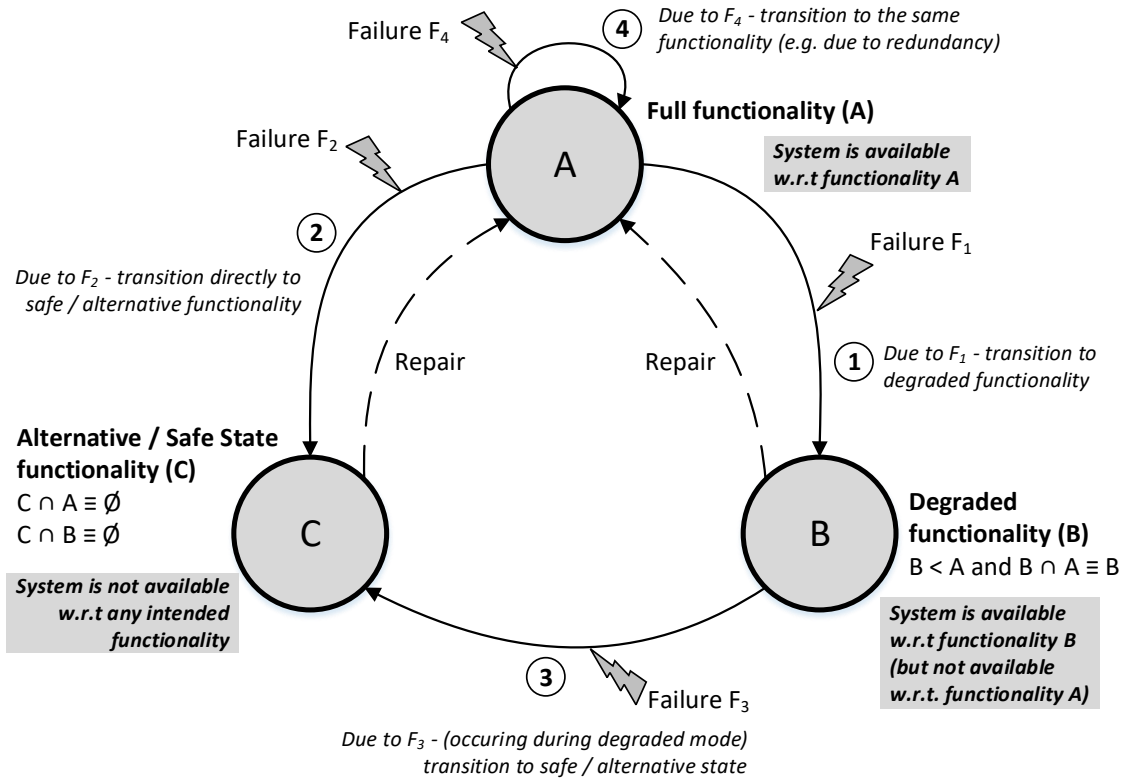 Failure F₄
4
Due to F₄ - transition to the same
functionality (e.g. due to redundancy)
A
Full functionality (A)
System is available
w.r.t functionality A
Failure F₂
2
Due to F₂ - transition directly to
safe / alternative functionality
Failure F₁
1
Due to F₁ - transition to
degraded functionality
Repair
Repair
Alternative / Safe State
functionality (C)
C ∩ A ≡ Ø
C ∩ B ≡ Ø
System is not available
w.r.t any intended
functionality
C
B
Degraded
functionality (B)
B < A and B ∩ A ≡ B
System is available
w.r.t functionality B
(but not available
w.r.t. functionality A)
3
Failure F₃
Due to F₃ - (occuring during degraded mode)
transition to safe / alternative state